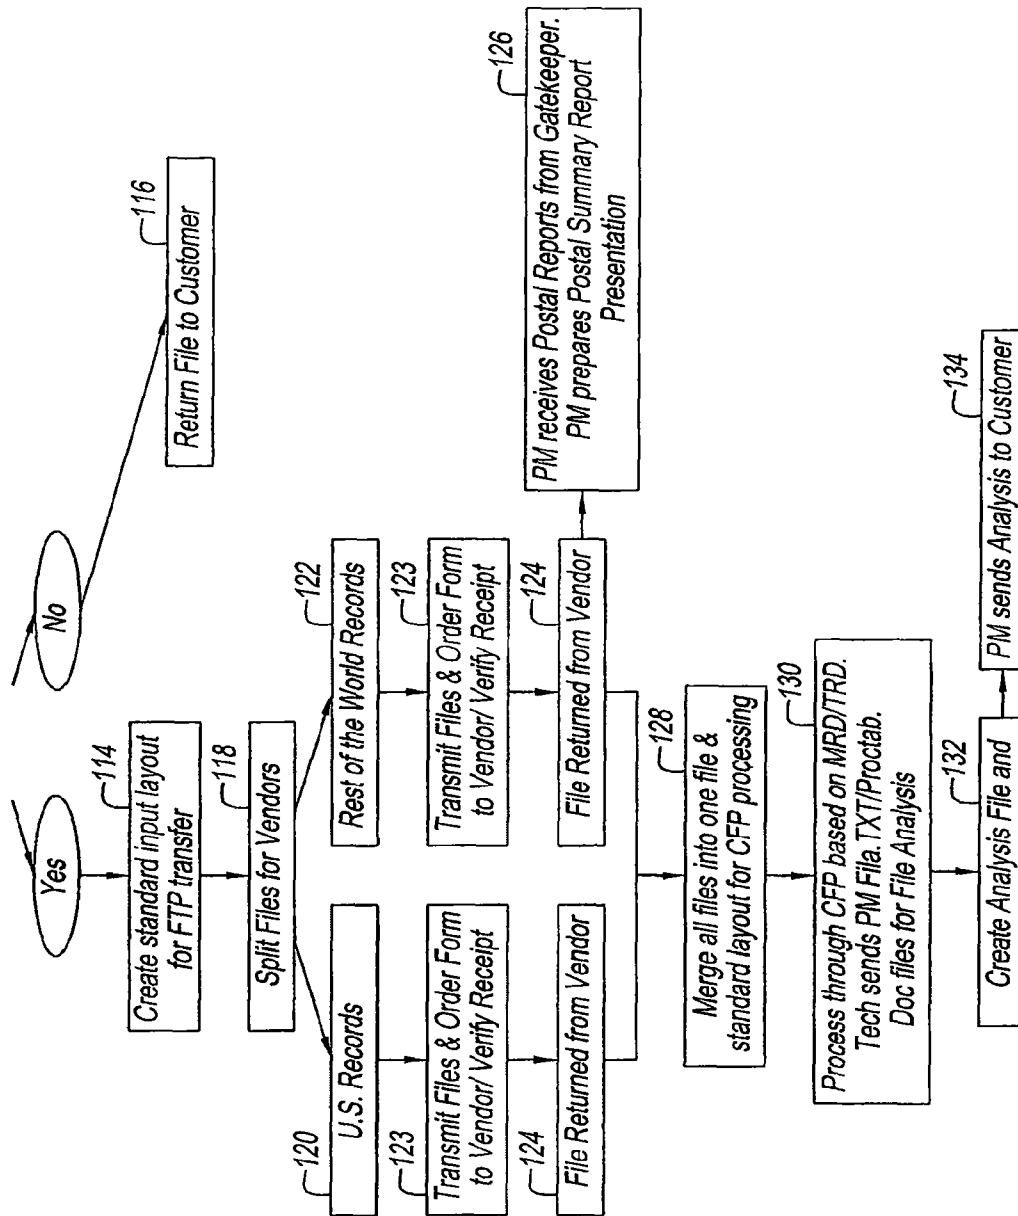 Yes
No
114
Create standard input layout
for FTP transfer
116
Return File to Customer
118
Split Files for Vendors
120
U.S. Records
122
Rest of the World Records
123
Transmit Files & Order Form
to Vendor/ Verify Receipt
123
Transmit Files & Order Form
to Vendor/ Verify Receipt
124
File Returned from Vendor
124
File Returned from Vendor
126
PM receives Postal Reports from Gatekeeper.
PM prepares Postal Summary Report
Presentation
128
Merge all files into one file &
standard layout for CFP processing
130
Process through CFP based on MRD/TRD.
Tech sends PM Fila.TXT/Proctab.
Doc files for File Analysis
132
Create Analysis File and
134
PM sends Analysis to Customer